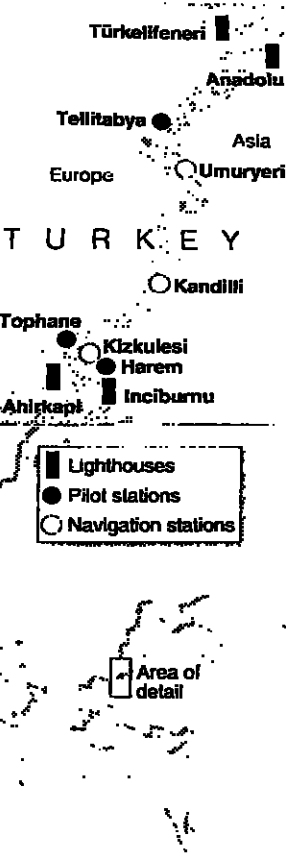 Türkelifeneri
Anadolu
Tellitabya
Asia
Europe
Umuryeri
TURKEY
Kandilli
Tophane
Kizkulesi
Harem
Inciburnu
Ahirkapi
Lighthouses
Pilot stations
Navigation stations
Area of
detail